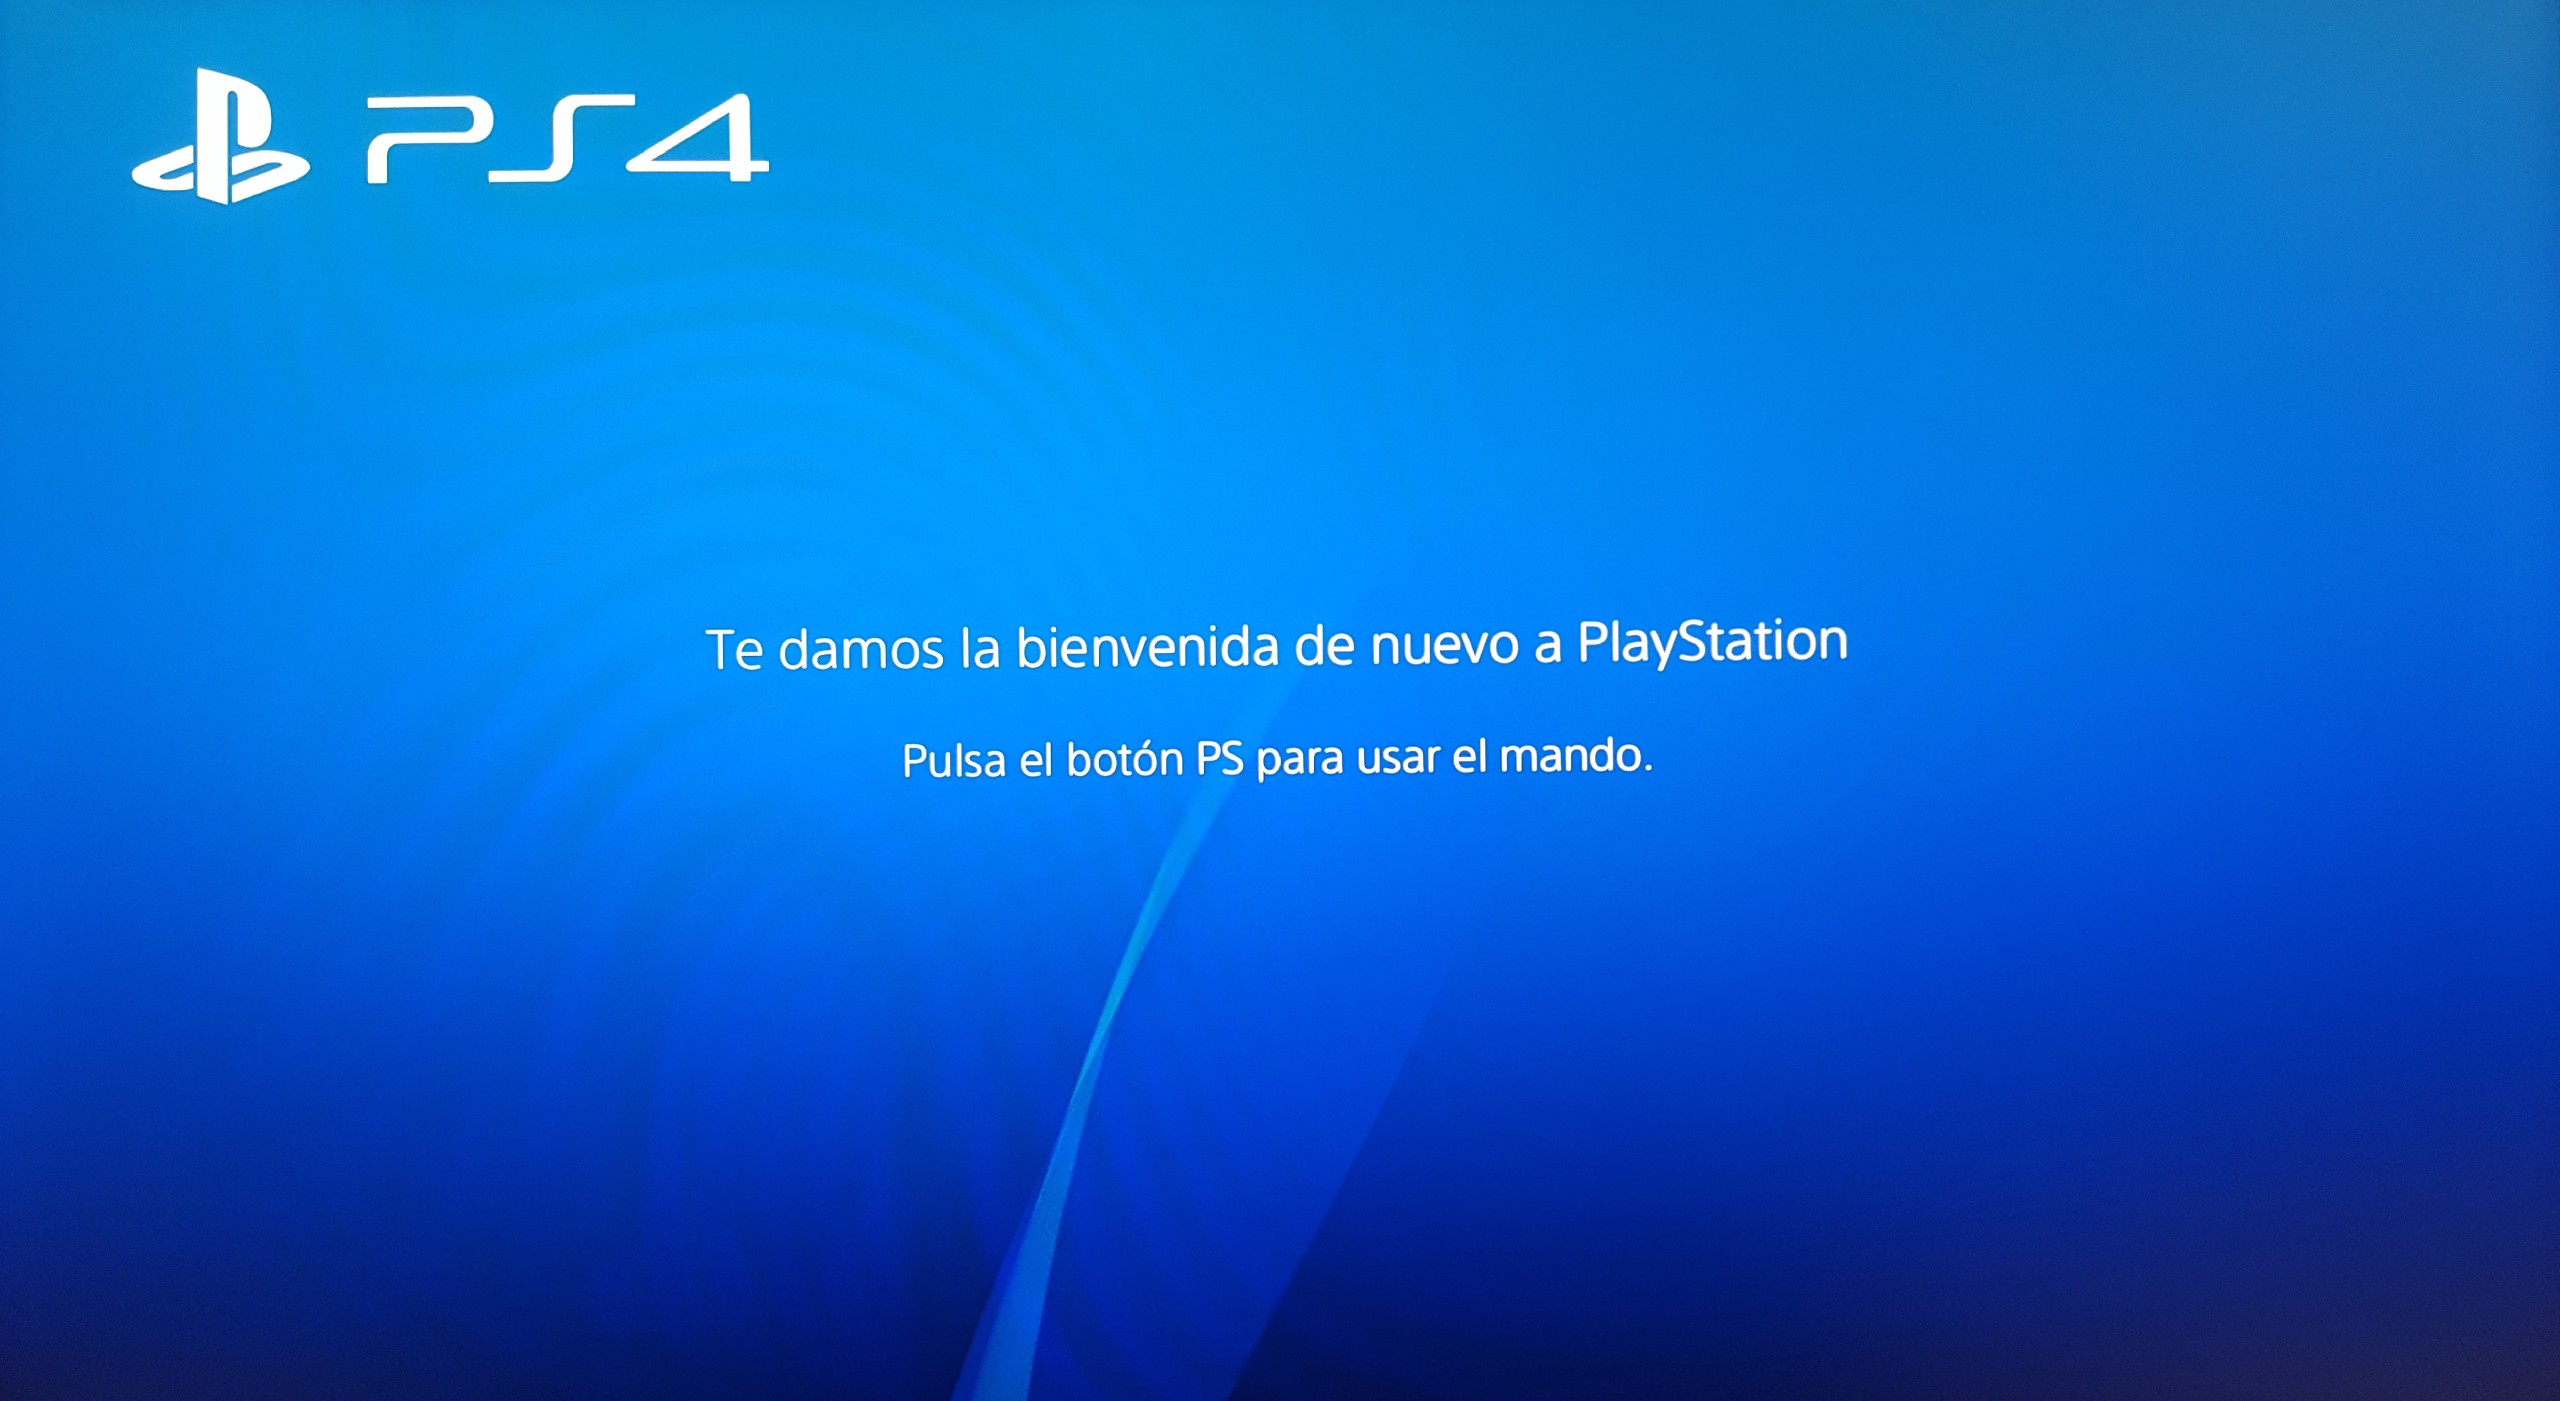 PS4
Te damos la bienvenida de nuevo a PlayStation
Pulsa el botón PS para usar el mando.